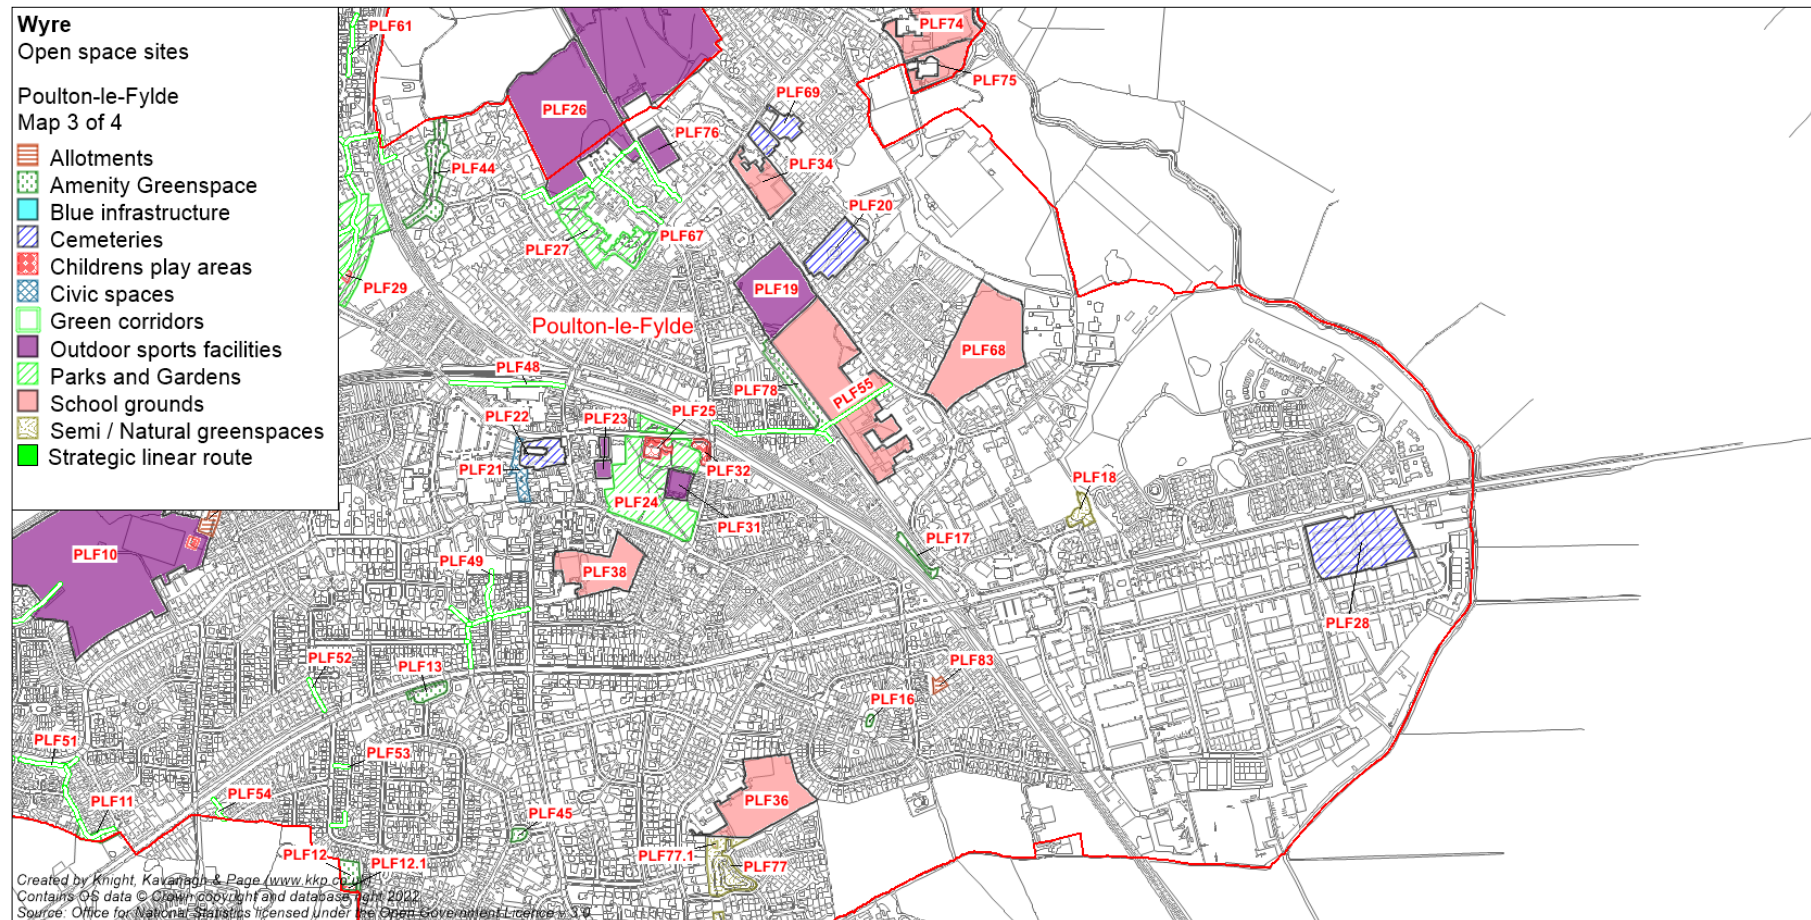 Wyre
Open space sites
Poulton-le-Fylde
Map 3 of 4
Allotments
Amenity Greenspace
Blue infrastructure
Cemeteries
Childrens play areas
Civic spaces
Green corridors
Outdoor sports facilities
Parks and Gardens
School grounds
Semi / Natural greenspaces
Strategic linear route
PLF61
PLF74
PLF75
PLF26
PLF69
PLF76
PLF34
PLF44
PLF20
PLF27
PLF67
PLF29
PLF19
Poulton-le-Fylde
PLF68
PLF48
PLF78
PLF55
PLF22
PLF23
PLF25
PLF21
PLF32
PLF24
PLF18
PLF31
PLF17
PLF10
PLF49
PLF38
PLF28
PLF52
PLF13
PLF83
PLF16
PLF51
PLF53
PLF54
PLF11
PLF45
PLF36
PLF12
PLF12.1
PLF77.1
PLF77
Created by Knight, Kavanagh & Page (www.kkp.co.uk)
Contains OS data © Crown copyright and database right 2022
Source: Office for National Statistics licensed under the Open Government Licence v.3.0